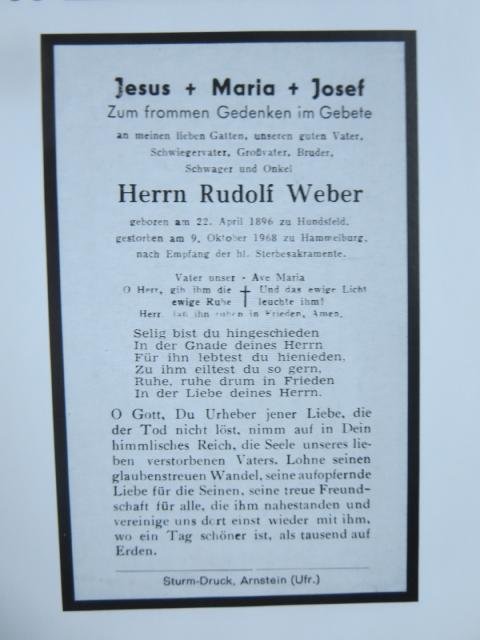 Jesus + Maria + Josef
Zum frommen Gedenken im Gebete
an meinen lieben Gatten, unseren guten Vater,
Schwiegervater, Großvater, Bruder,
Schwager und Onkel
Herrn Rudolf Weber
geboren am 22. April 1896 zu Hundsfeld,
gestorben am 9. Oktober 1968 zu Hammelburg,
nach Empfang der hl. Sterbesakramente.
Vater unser - Ave Maria
O Herr, gib ihm die † Und das ewige Licht
ewige Ruhe leuchte ihm!
Herr, laß ihn ruhen in Frieden, Amen.
Selig bist du hingeschieden
In der Gnade deines Herrn
Für ihn lebtest du hienieden,
Zu ihm eiltest du so gern,
Ruhe, ruhe drum in Frieden
In der Liebe deines Herrn.
O Gott, Du Urheber jener Liebe, die
der Tod nicht löst, nimm auf in Dein
himmlisches Reich, die Seele unseres lie-
ben verstorbenen Vaters. Lohne seinen
glaubenstreuen Wandel, seine aufopfernde
Liebe für die Seinen, seine treue Freund-
schaft für alle, die ihm nahestanden und
vereinige uns dort einst wieder mit ihm,
wo ein Tag schöner ist, als tausend auf
Erden.
Sturm-Druck, Arnstein (Ufr.)